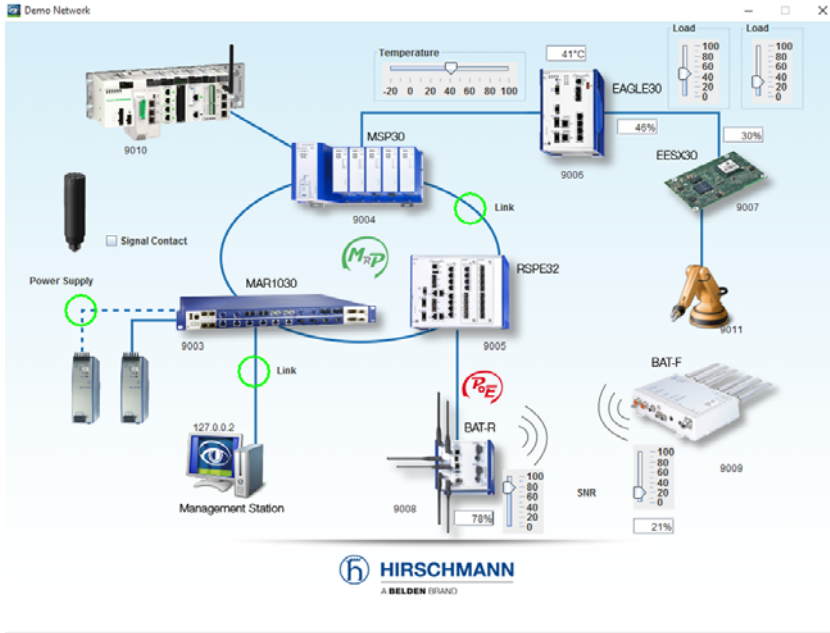 Demo Network
Load
Load
Temperature
41°C
100
80
60
40
20
0
100
80
60
40
20
0
-20 0 20 40 60 80 100
EAGLE30
46%
30%
9010
MSP30
9006
EESX30
9007
9004
Link
Signal Contact
MRP
RSPE32
Power Supply
MAR1030
9003
9005
9011
Link
PoE
BAT-F
127.0.0.2
BAT-R
100
80
60
40
20
0
9009
100
80
60
40
20
0
SNR
Management Station
9008
78%
21%
HIRSCHMANN
A BELDEN BRAND